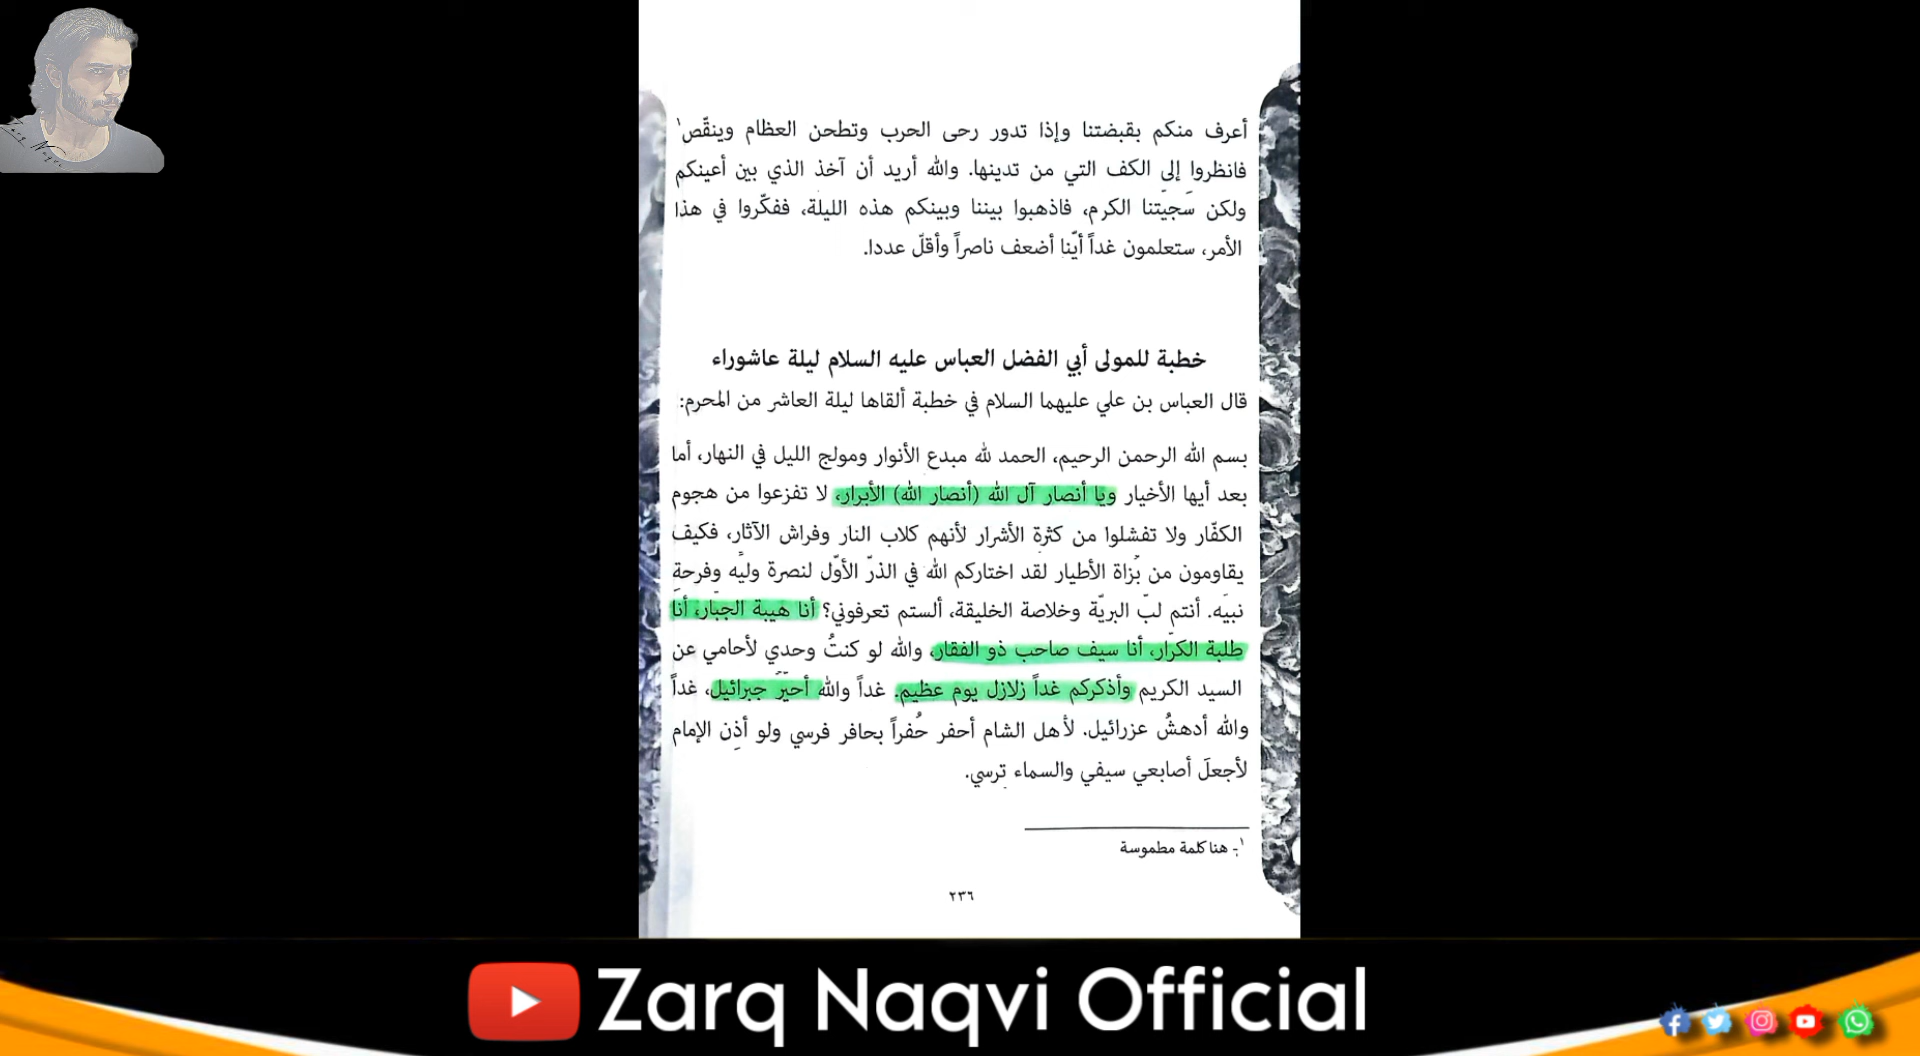 Zarq Naqvi
أعرف منكم بقبضتنا وإذا تدور رحى الحرب وتطحن العظام وينقّص١
فانظروا إلى الكف التي من تدينها. والله أريد أن آخذ الذي بين أعينكم
ولكن سَجيّتنا الكرم، فاذهبوا بيننا وبينكم هذه الليلة، ففكّروا في هذا
الأمر، ستعلمون غداً أيّنا أضعف ناصراً وأقلّ عددا.
خطبة للمولى أبي الفضل العباس عليه السلام ليلة عاشوراء
قال العباس بن علي عليهما السلام في خطبة ألقاها ليلة العاشر من المحرم:
بسم الله الرحمن الرحيم، الحمد لله مبدع الأنوار ومولج الليل في النهار، أما
بعد أيها الأخيار ويا أنصار آل الله (أنصار الله) الأبرار، لا تفزعوا من هجوم
الكفّار ولا تفشلوا من كثرة الأشرار لأنهم كلاب النار وفراش الآثار، فكيف
يقاومون من بُزاة الأطيار لقد اختاركم الله في الذرّ الأوّل لنصرة وليّه وفرحة
نبيّه. أنتم لبّ البريّة وخلاصة الخليقة، ألستم تعرفوني؟ أنا هيبة الجبّار، أنا
طلبة الكرّار، أنا سيف صاحب ذو الفقار، والله لو كنتُ وحدي لأحامي عن
السيد الكريم وأذكركم غداً زلازل يوم عظيم. غداً والله أحيّرُ جبرائيل، غداً
والله أدهشُ عزرائيل. لأهل الشام أحفر حُفراً بحافر فرسي ولو أذِن الإمام
لأجعلَ أصابعي سيفي والسماء ترسي.
١- هنا كلمة مطموسة
٢٣٦
Zarq Naqvi Official